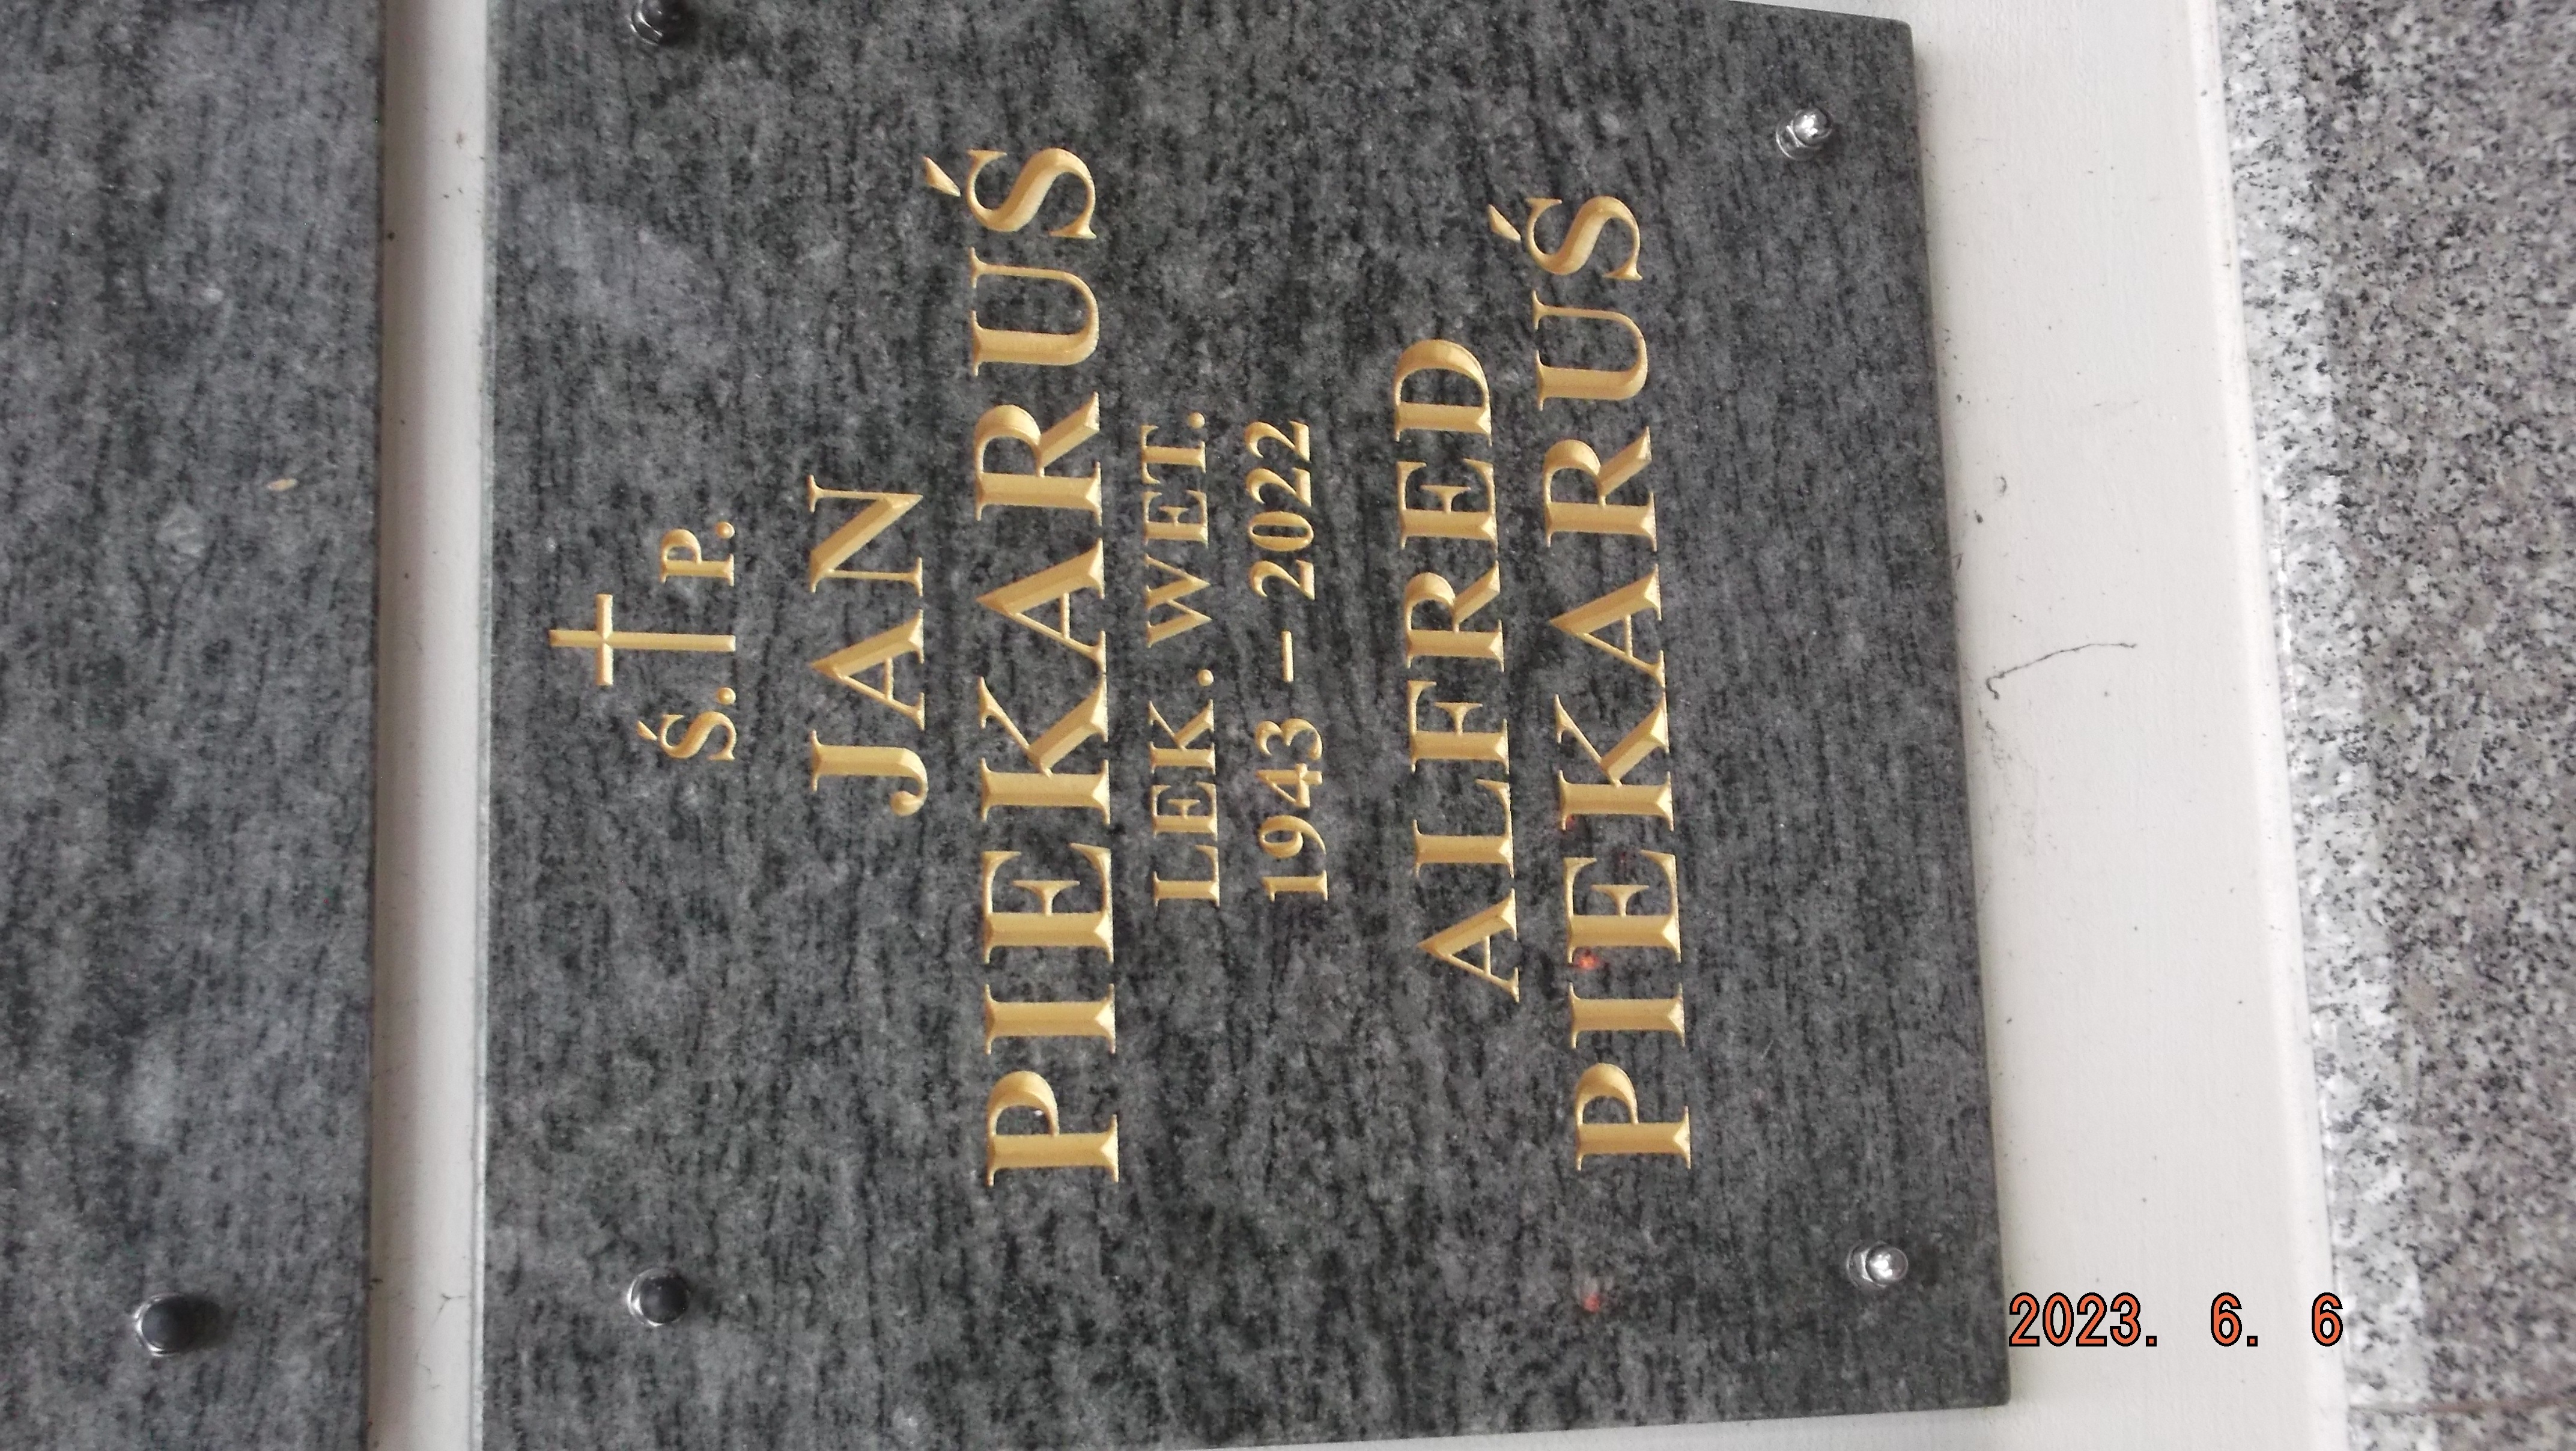 Ś. † P.
JAN
PIEKARUŚ
LEK. WET.
1943 – 2022
ALFRED
PIEKARUŚ
2023. 6. 6